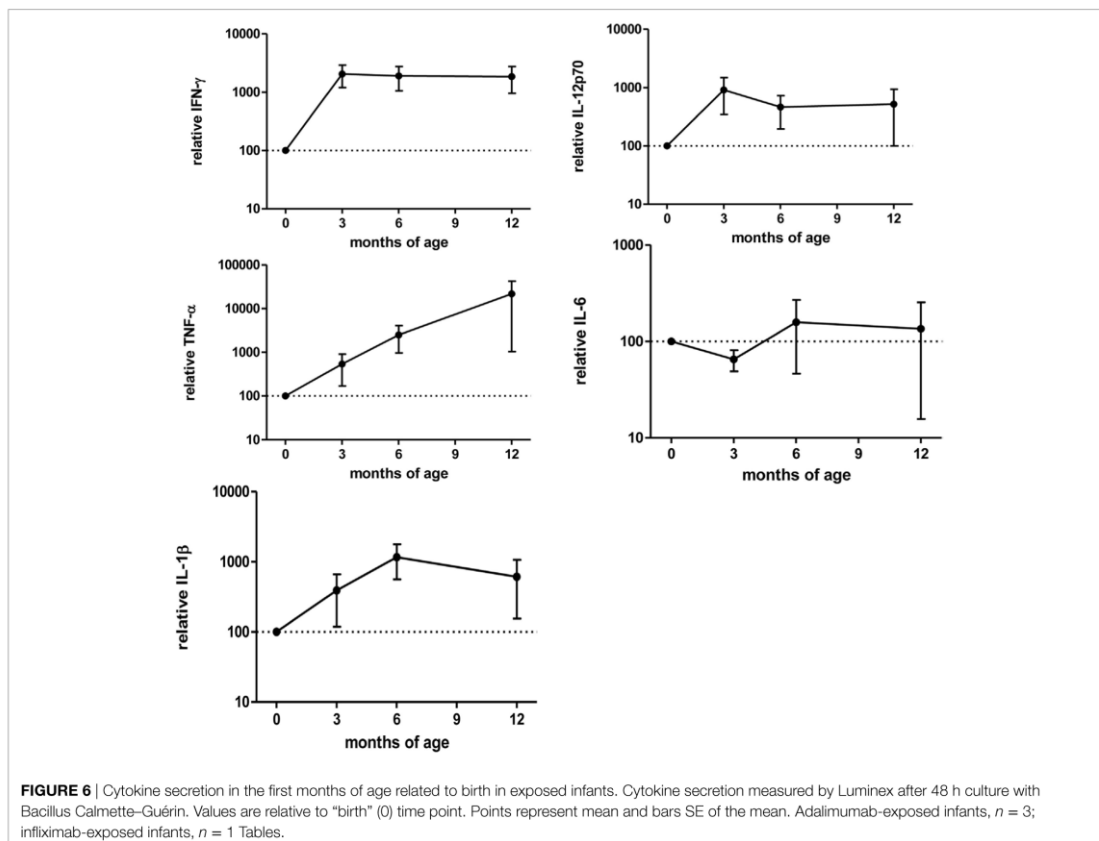 10000
1000
100
10
relative IFN-γ
0 3 6 9 12
months of age
10000
1000
100
10
relative IL-12p70
0 3 6 9 12
months of age
100000
10000
1000
100
10
relative TNF-α
0 3 6 9 12
months of age
1000
100
10
relative IL-6
0 3 6 9 12
months of age
10000
1000
100
10
relative IL-1β
0 3 6 9 12
months of age
FIGURE 6 | Cytokine secretion in the first months of age related to birth in exposed infants. Cytokine secretion measured by Luminex after 48 h culture with
Bacillus Calmette–Guérin. Values are relative to “birth” (0) time point. Points represent mean and bars SE of the mean. Adalimumab-exposed infants, n = 3;
infliximab-exposed infants, n = 1 Tables.